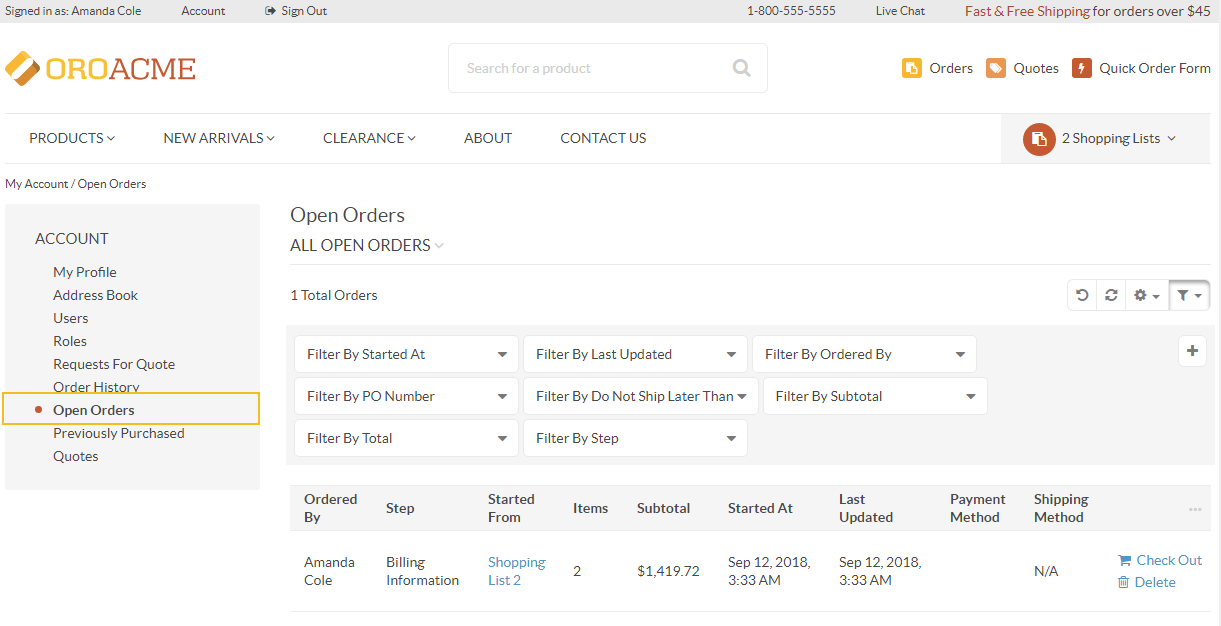 Signed in as: Amanda Cole Account Sign Out 1-800-555-5555 Live Chat Fast & Free Shipping for orders over $45
OROACME Search for a product Orders Quotes Quick Order Form
PRODUCTS NEW ARRIVALS CLEARANCE ABOUT CONTACT US 2 Shopping Lists
My Account / Open Orders
ACCOUNT
My Profile
Address Book
Users
Roles
Requests For Quote
Order History
Open Orders
Previously Purchased
Quotes
Open Orders
ALL OPEN ORDERS
1 Total Orders
Filter By Started At Filter By Last Updated Filter By Ordered By
Filter By PO Number Filter By Do Not Ship Later Than Filter By Subtotal
Filter By Total Filter By Step
Ordered By Step Started From Items Subtotal Started At Last Updated Payment Method Shipping Method ...
Amanda Cole Billing Information Shopping List 2 2 $1,419.72 Sep 12, 2018, 3:33 AM Sep 12, 2018, 3:33 AM N/A Check Out
Delete